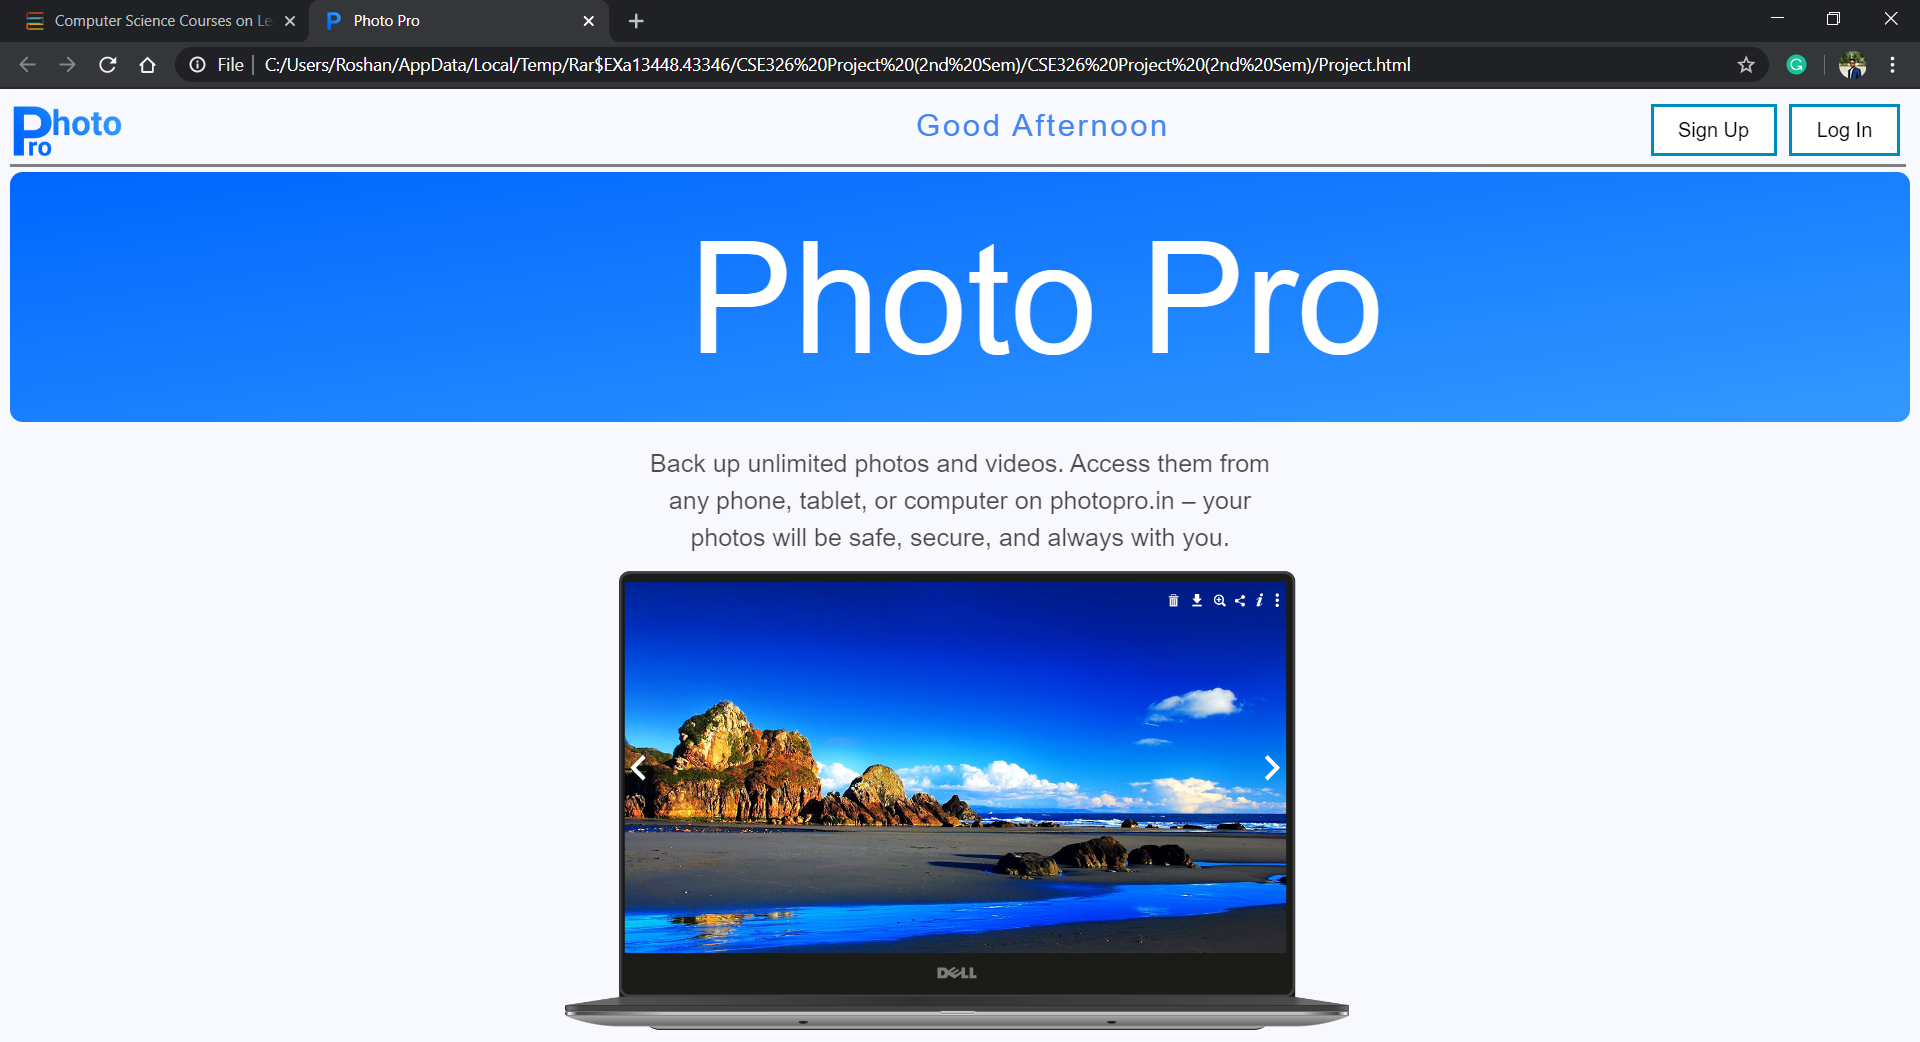 Computer Science Courses on Le
Photo Pro
File
C:/Users/Roshan/AppData/Local/Temp/Rar$EXa13448.43346/CSE326%20Project%20(2nd%20Sem)/CSE326%20Project%20(2nd%20Sem)/Project.html
Photo
Pro
Good Afternoon
Sign Up
Log In
Photo Pro
Back up unlimited photos and videos. Access them from
any phone, tablet, or computer on photopro.in – your
photos will be safe, secure, and always with you.
DELL